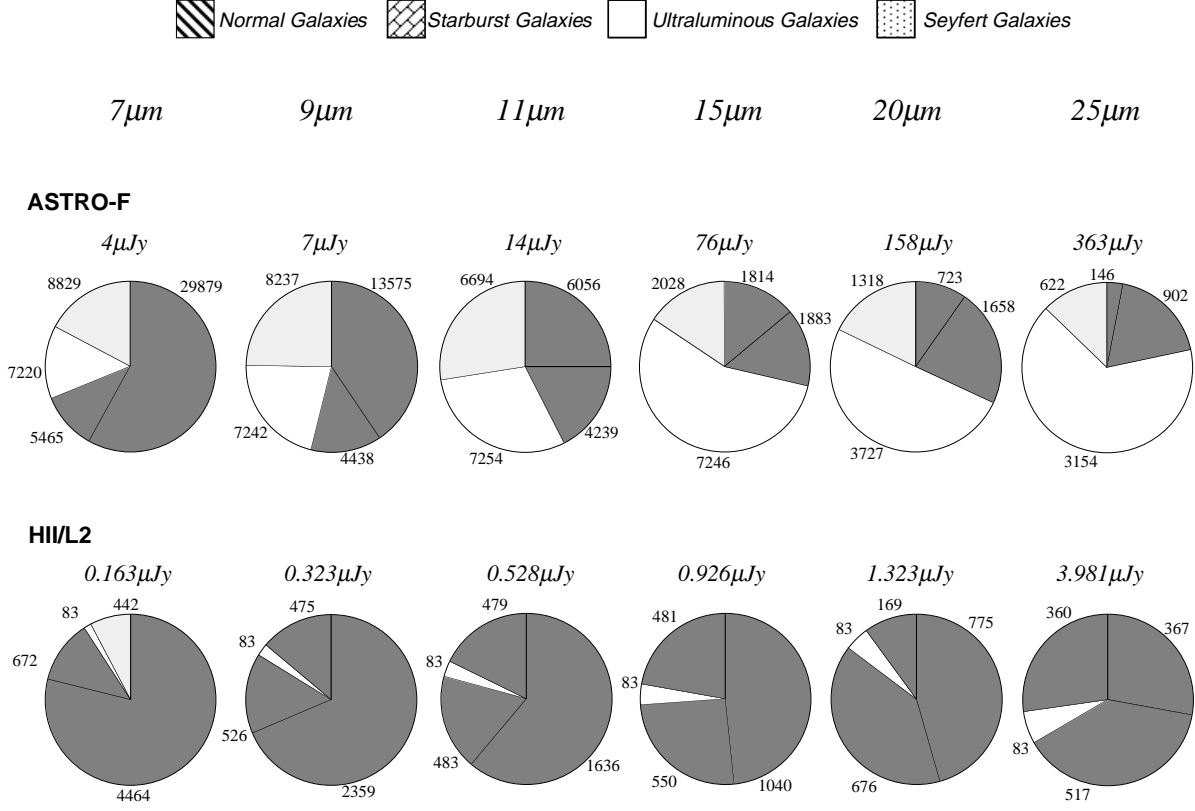 Normal Galaxies Starburst Galaxies Ultraluminous Galaxies Seyfert Galaxies
7μm 9μm 11μm 15μm 20μm 25μm
ASTRO-F
4μJy 7μJy 14μJy 76μJy 158μJy 363μJy
8829 29879 8237 13575 6694 6056 2028 1814 1318 723 622 146
1883 1658 902
7220
5465 7242 4438 7254 4239 7246 3727 3154
HII/L2
0.163μJy 0.323μJy 0.528μJy 0.926μJy 1.323μJy 3.981μJy
83 442 475 479 481 169 360
672 83 83 83 83 775 367
526 483 1636 550 1040 676 83
4464 2359 517